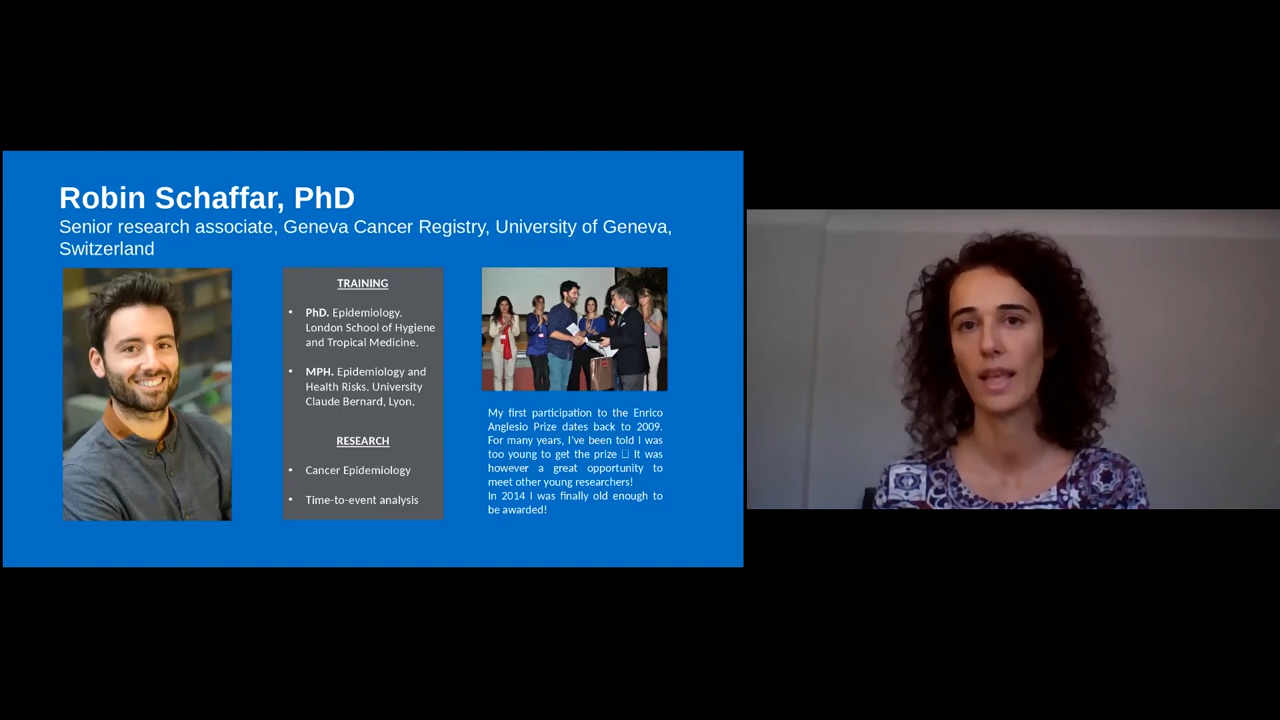 Robin Schaffar, PhD
Senior research associate, Geneva Cancer Registry, University of Geneva,
Switzerland
TRAINING
• PhD. Epidemiology.
London School of Hygiene
and Tropical Medicine.
• MPH. Epidemiology and
Health Risks, University
Claude Bernard, Lyon.
RESEARCH
• Cancer Epidemiology
• Time-to-event analysis
My first participation to the Enrico
Anglesio Prize dates back to 2009.
For many years, I've been told I was
too young to get the prize □ It was
however a great opportunity to
meet other young researchers!
In 2014 I was finally old enough to
be awarded!